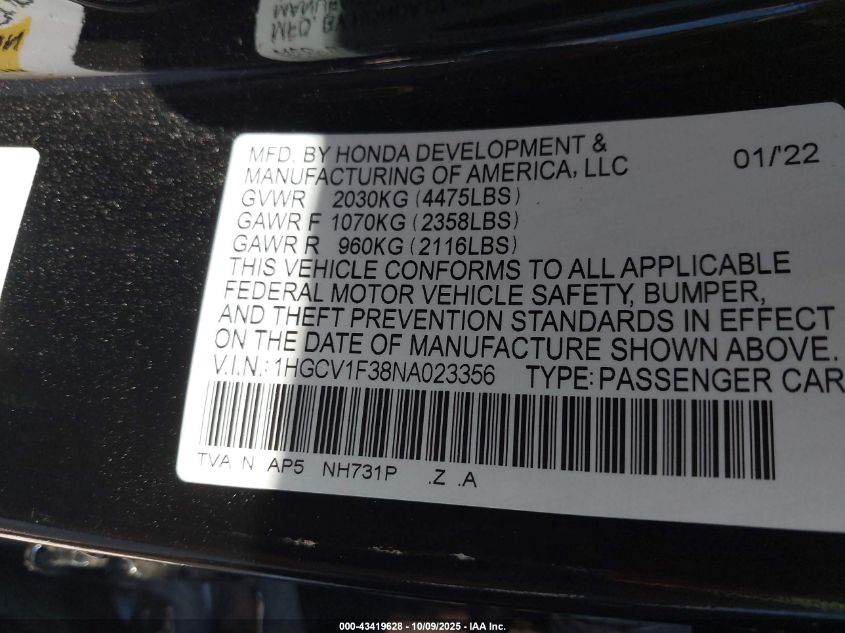 MFD. BY HONDA DEVELOPMENT &
MANUFACTURING OF AMERICA, LLC 01/'22
GVWR 2030KG (4475LBS)
GAWR F 1070KG (2358LBS)
GAWR R 960KG (2116LBS)
THIS VEHICLE CONFORMS TO ALL APPLICABLE
FEDERAL MOTOR VEHICLE SAFETY, BUMPER,
AND THEFT PREVENTION STANDARDS IN EFFECT
ON THE DATE OF MANUFACTURE SHOWN ABOVE.
V.I.N.: 1HGCV1F38NA023356 TYPE: PASSENGER CAR
TVA N AP5 NH731P .Z .A
000-43419628 - 10/09/2025 - IAA Inc.